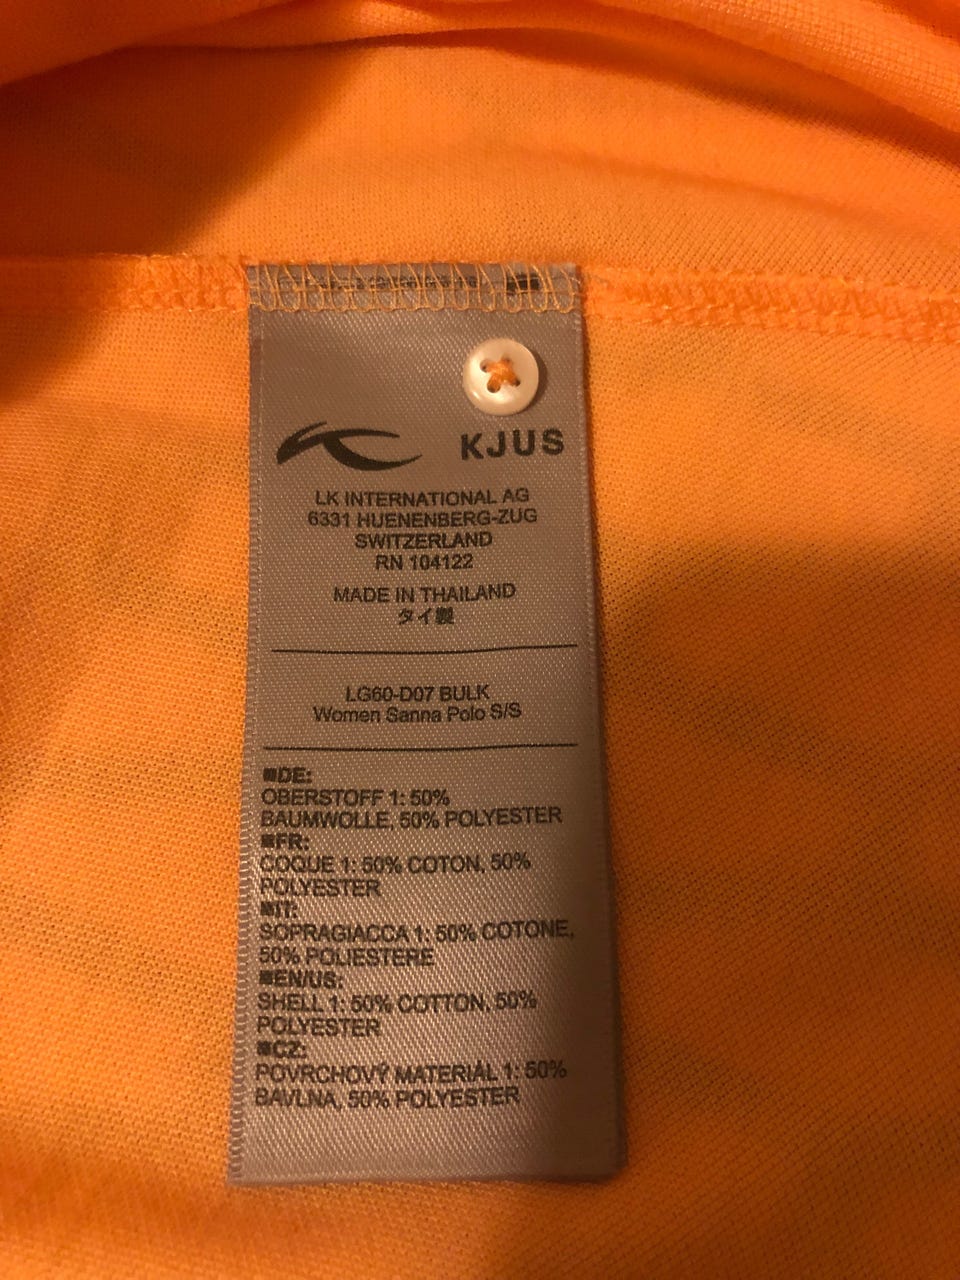 KJUS
LK INTERNATIONAL AG
6331 HUENENBERG-ZUG
SWITZERLAND
RN 104122
MADE IN THAILAND
タイ製
LG60-D07 BULK
Women Sanna Polo S/S
■DE:
OBERSTOFF 1: 50%
BAUMWOLLE, 50% POLYESTER
■FR:
COQUE 1: 50% COTON, 50%
POLYESTER
■IT:
SOPRAGIACCA 1: 50% COTONE,
50% POLIESTERE
■EN/US:
SHELL 1: 50% COTTON, 50%
POLYESTER
■CZ:
POVRCHOVÝ MATERIÁL 1: 50%
BAVLNA, 50% POLYESTER